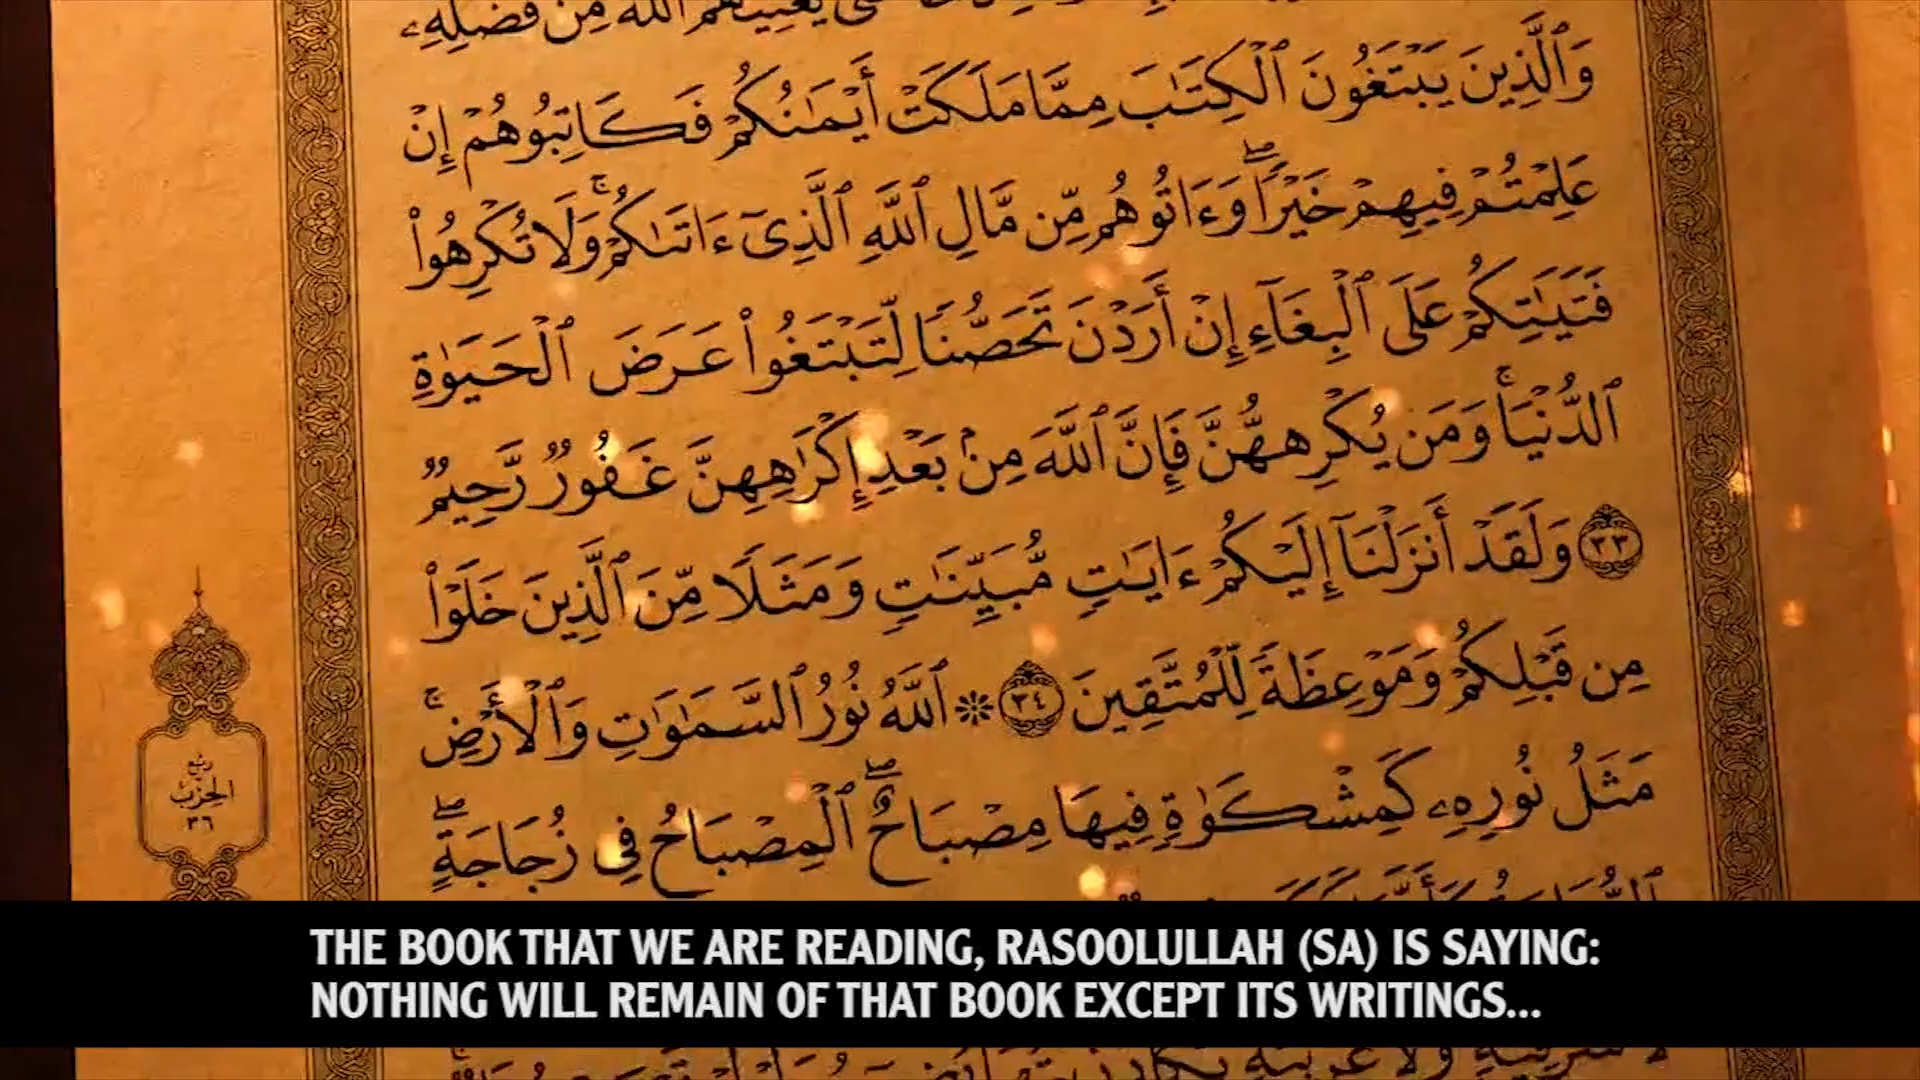 يُغْنِيَهُمُ ٱللَّهُ مِن فَضْلِهِۦ
وَٱلَّذِينَ يَبْتَغُونَ ٱلْكِتَـٰبَ مِمَّا مَلَكَتْ أَيْمَـٰنُكُمْ فَكَاتِبُوهُمْ إِنْ
عَلِمْتُمْ فِيهِمْ خَيْرًاۖ وَءَاتُوهُم مِّن مَّالِ ٱللَّهِ ٱلَّذِىٓ ءَاتَىٰكُمْۚ وَلَا تُكْرِهُوا۟
فَتَيَـٰتِكُمْ عَلَى ٱلْبِغَآءِ إِنْ أَرَدْنَ تَحَصُّنًا لِّتَبْتَغُوا۟ عَرَضَ ٱلْحَيَوٰةِ
ٱلدُّنْيَاۚ وَمَن يُكْرِههُّنَّ فَإِنَّ ٱللَّهَ مِنۢ بَعْدِ إِكْرَٰهِهِنَّ غَفُورٌ رَّحِيمٌ
٣٣ وَلَقَدْ أَنزَلْنَآ إِلَيْكُمْ ءَايَـٰتٍ مُّبَيِّنَـٰتٍ وَمَثَلًا مِّنَ ٱلَّذِينَ خَلَوْا۟
مِن قَبْلِكُمْ وَمَوْعِظَةً لِّلْمُتَّقِينَ ٣٤ ۞ ٱللَّهُ نُورُ ٱلسَّمَـٰوَٰتِ وَٱلْأَرْضِۚ
مَثَلُ نُورِهِۦ كَمِشْكَوٰةٍ فِيهَا مِصْبَاحٌۖ ٱلْمِصْبَاحُ فِى زُجَاجَةٍۖ
ربع
الحزب
٣٦
THE BOOK THAT WE ARE READING, RASOOLULLAH (SA) IS SAYING:
NOTHING WILL REMAIN OF THAT BOOK EXCEPT ITS WRITINGS...